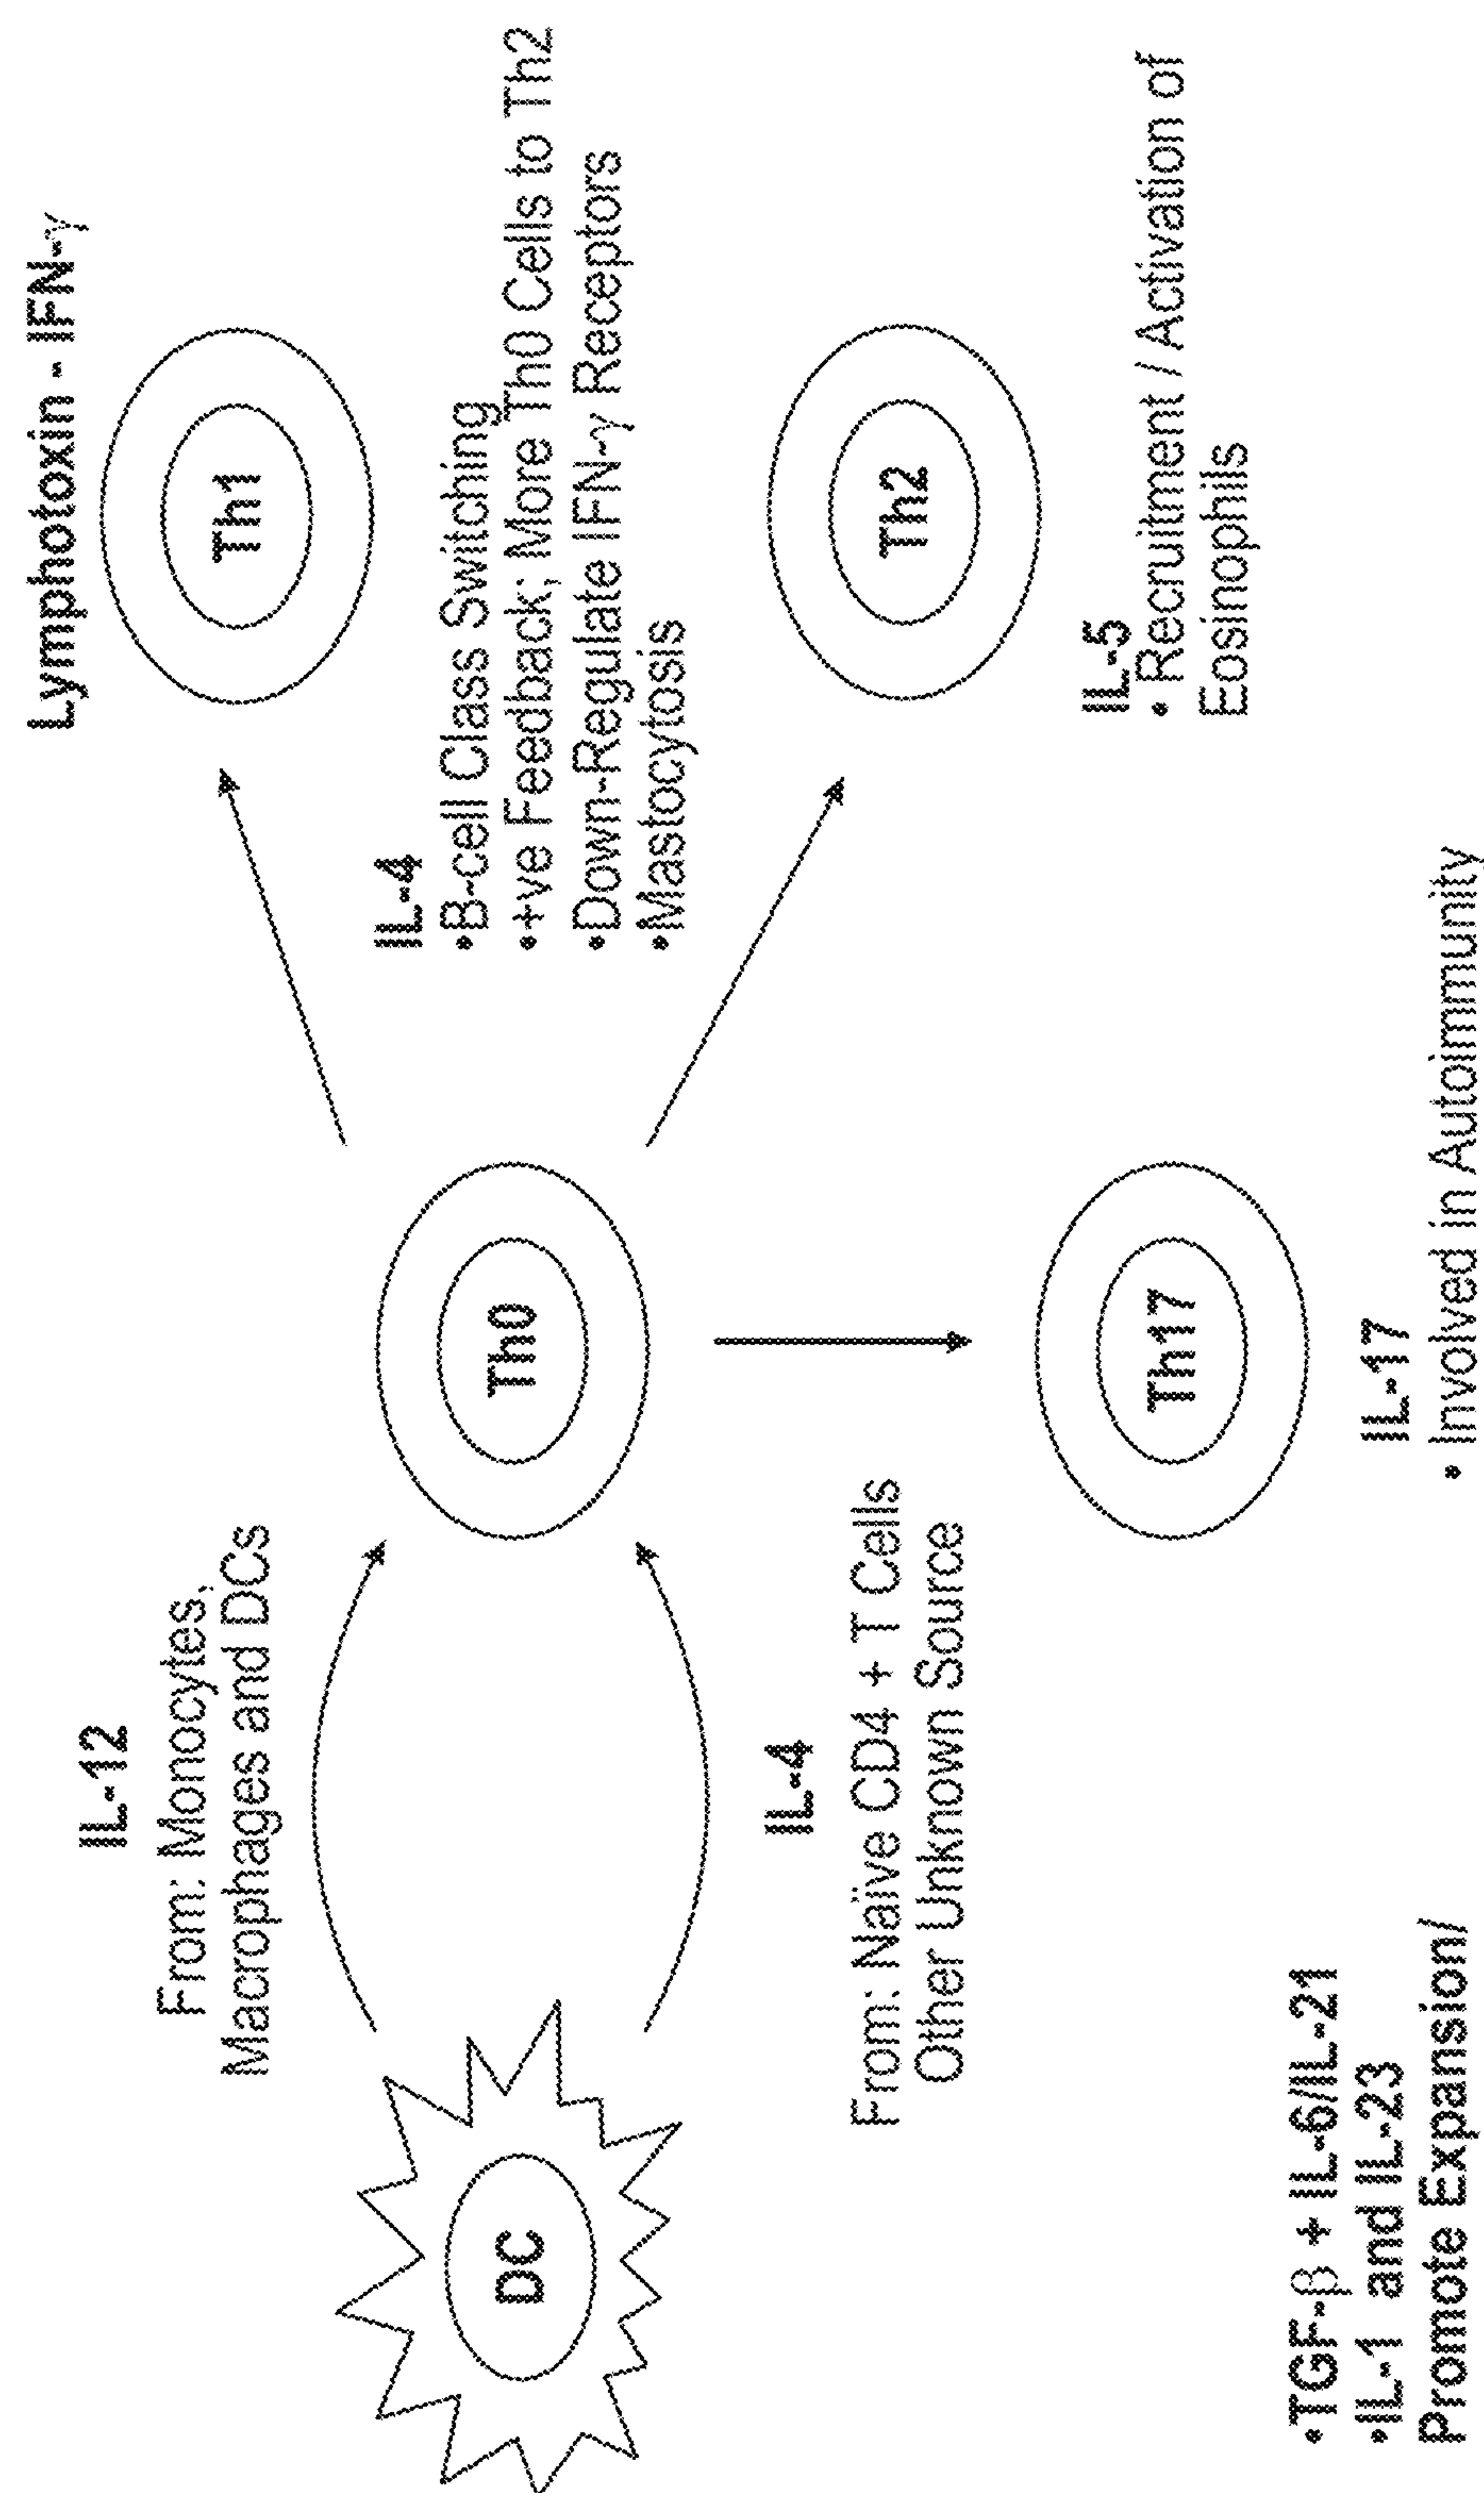 Lymphotoxin - IFN-γ
IL-12
From: Monocytes,
Macrophages and DCs
Th1
IL-4
•B-cell Class Switching
•+ve Feedback; More Th0 Cells to Th2
•Down-Regulate IFN-γ Receptors
•Mastocytosis
DC
Th0
Th2
IL-4
From: Naïve CD4 + T Cells
Other Unknown Source
IL-5
• Recruitment / Activation of
Eosinophils
Th17
•TGF-β + IL-6/IL-21
•IL-1 and IL-23
Promote Expansion/
IL-17
• Involved in Autoimmunity